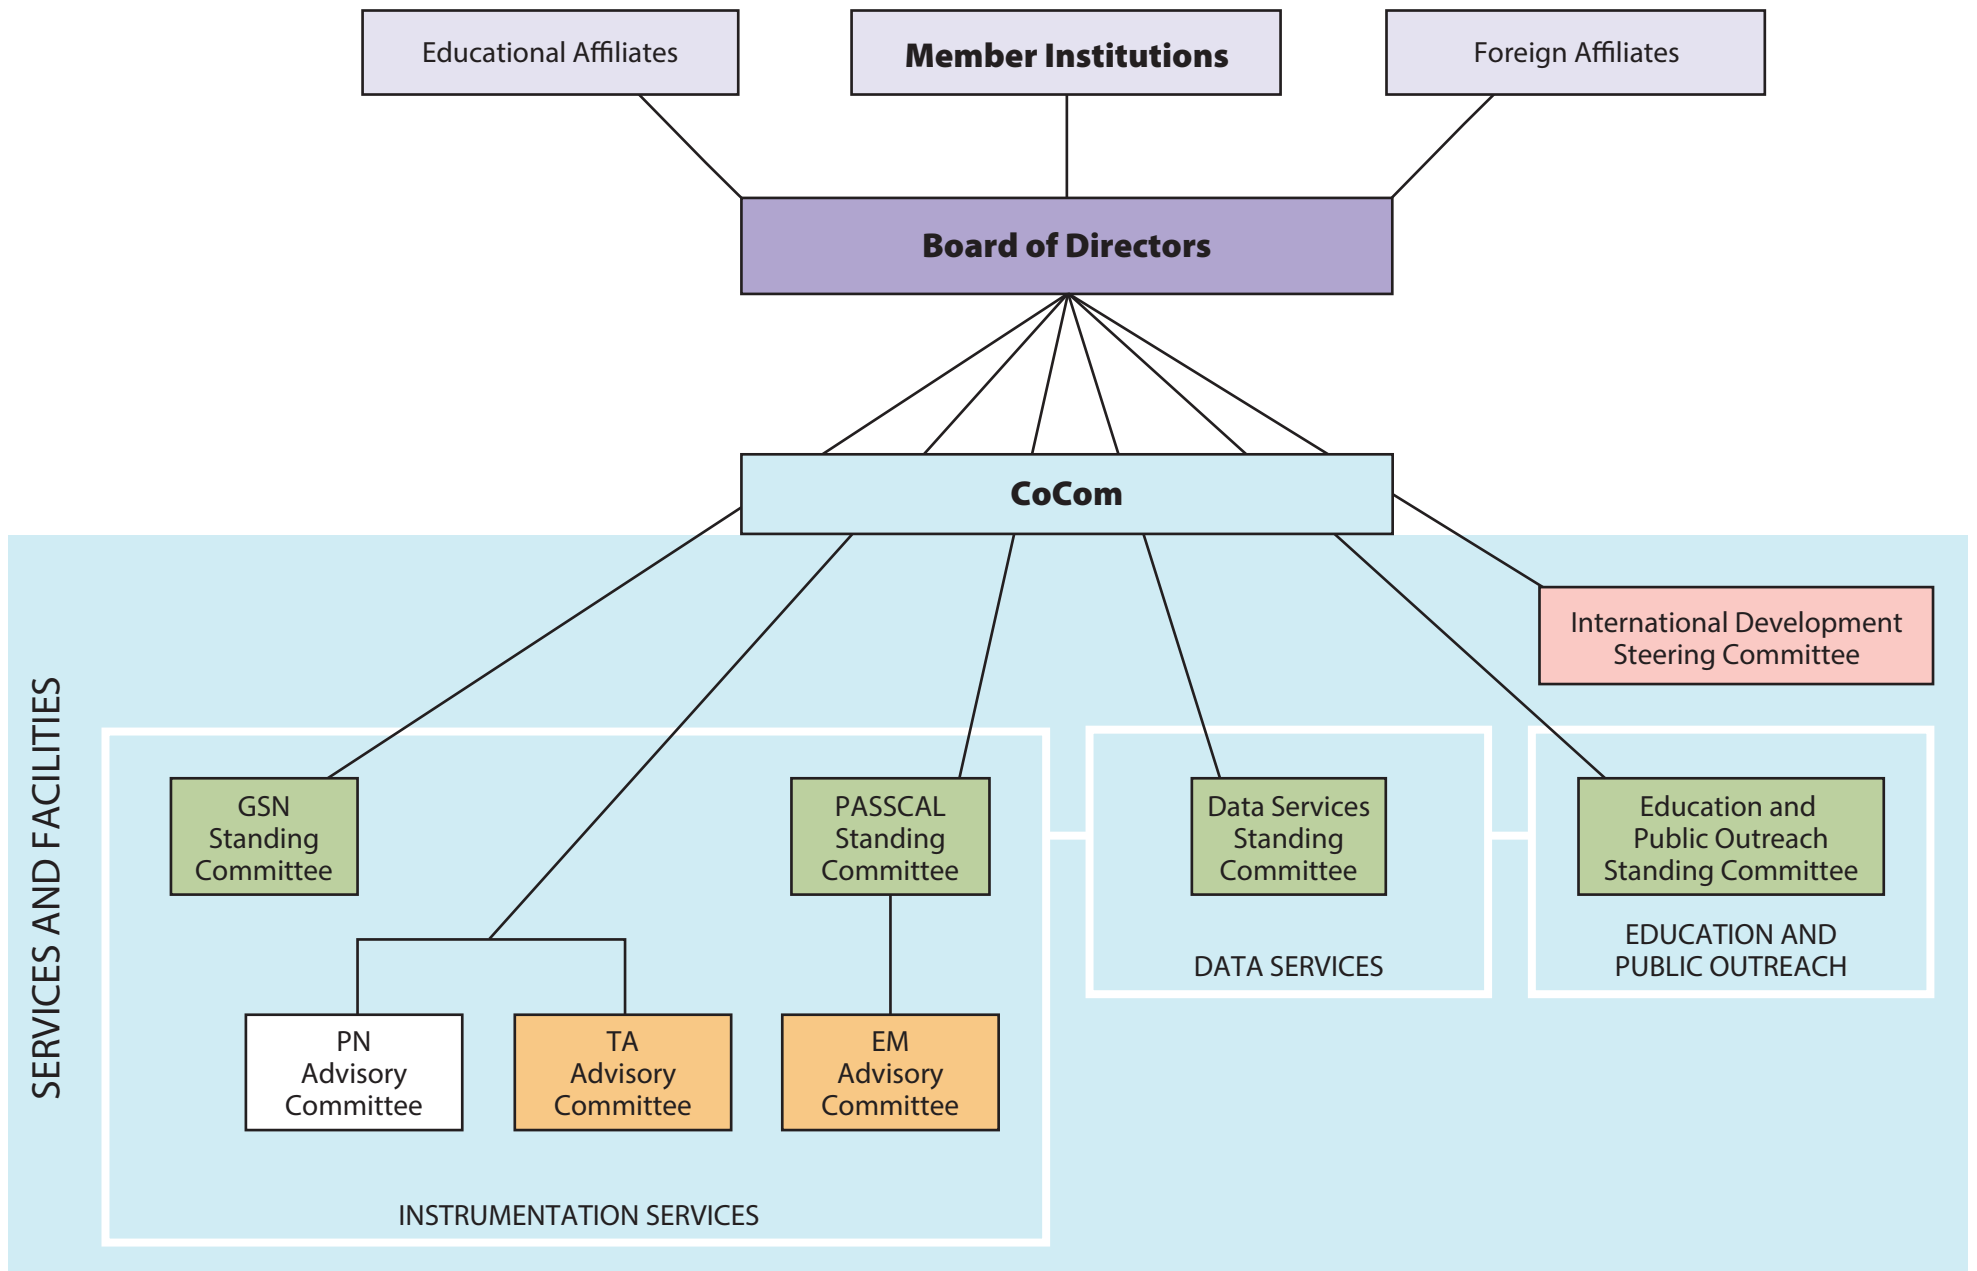 Educational Affiliates
Member Institutions
Foreign Affiliates
Board of Directors
CoCom
International Development
Steering Committee
SERVICES AND FACILITIES
GSN
Standing
Committee
PASSCAL
Standing
Committee
Data Services
Standing
Committee
Education and
Public Outreach
Standing Committee
EDUCATION AND
PUBLIC OUTREACH
DATA SERVICES
PN
Advisory
Committee
TA
Advisory
Committee
EM
Advisory
Committee
INSTRUMENTATION SERVICES